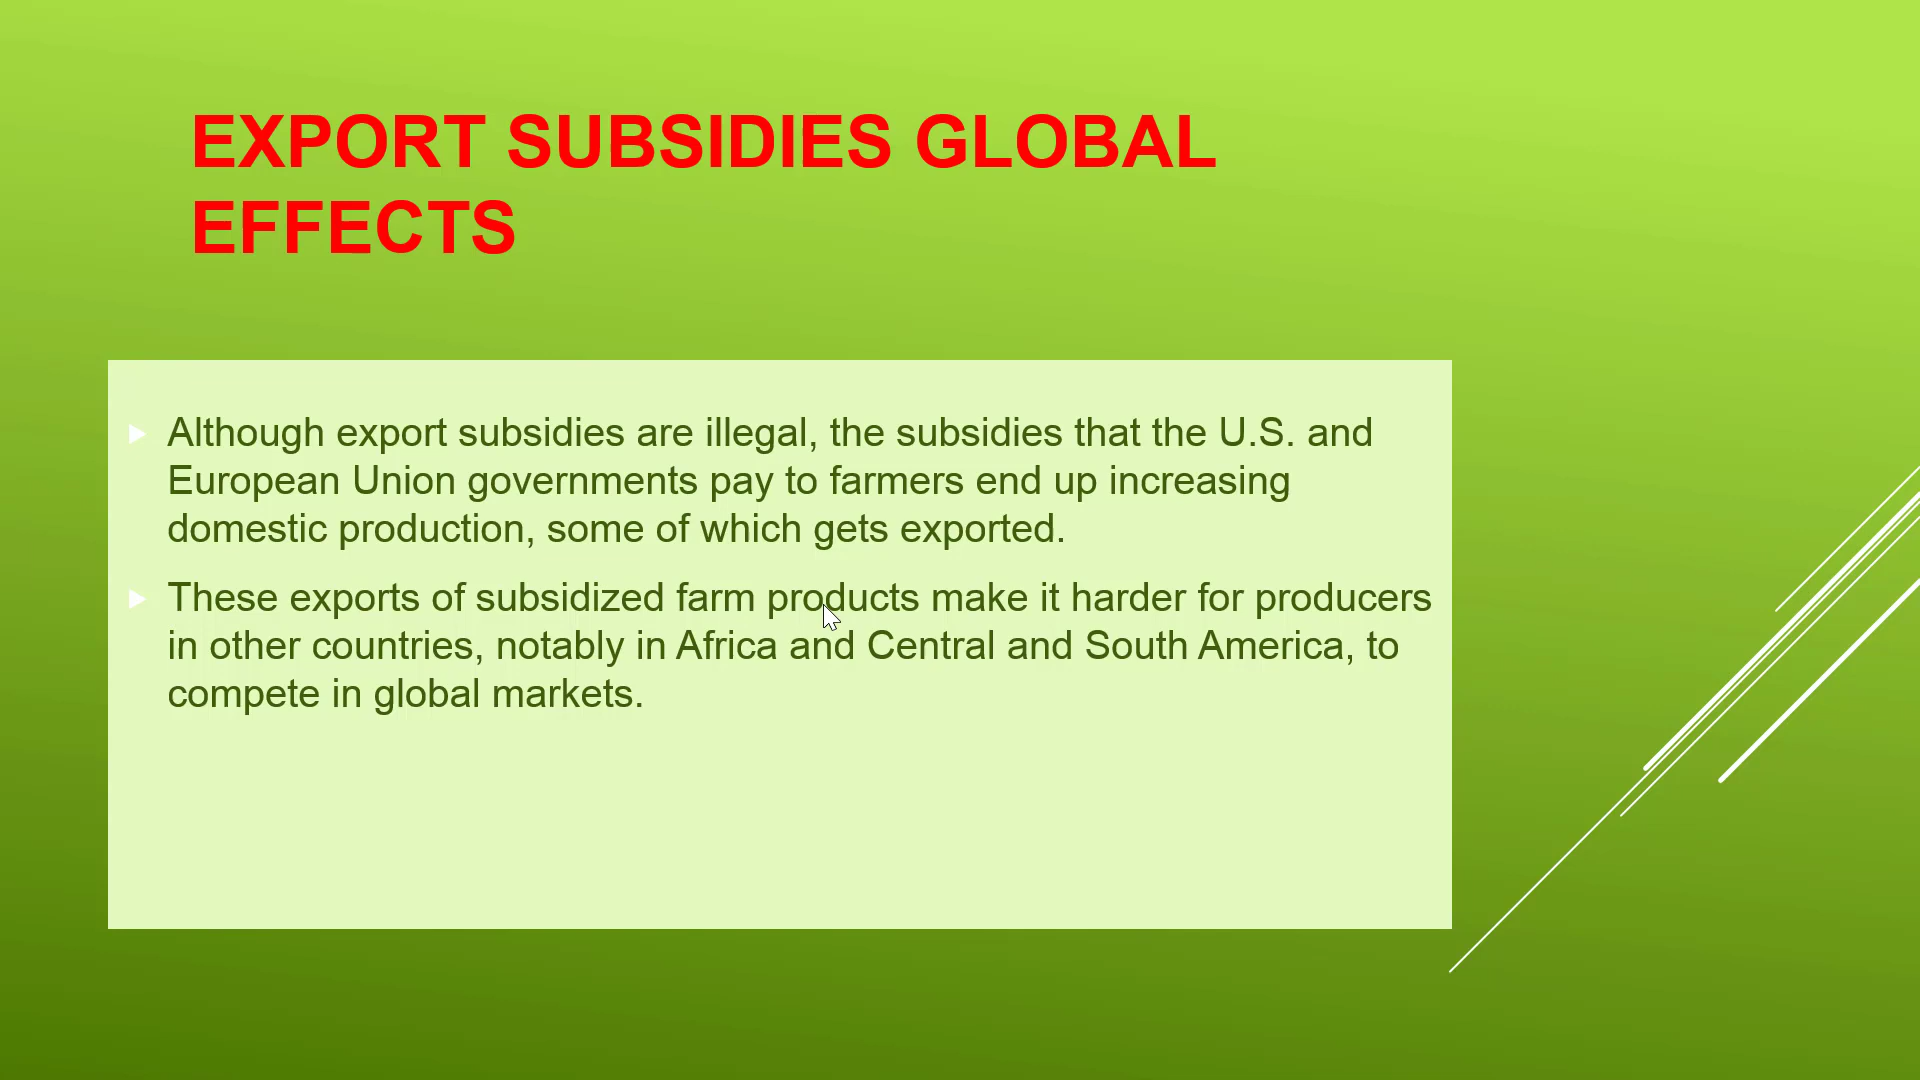 EXPORT SUBSIDIES GLOBAL
EFFECTS
Although export subsidies are illegal, the subsidies that the U.S. and
European Union governments pay to farmers end up increasing
domestic production, some of which gets exported.
These exports of subsidized farm products make it harder for producers
in other countries, notably in Africa and Central and South America, to
compete in global markets.